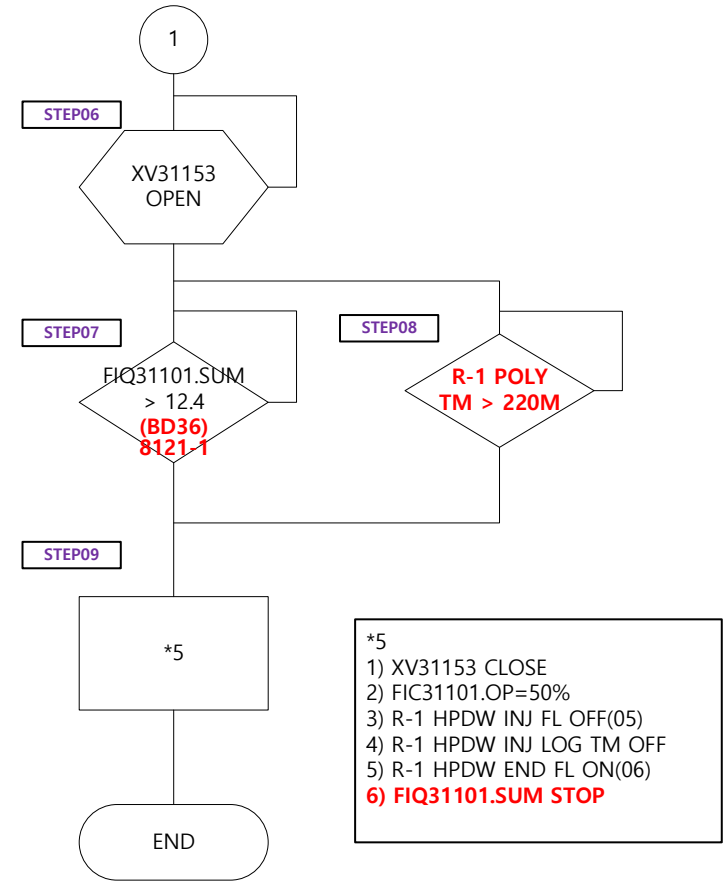 1
STEP06
XV31153
OPEN
STEP07
FIQ31101.SUM
> 12.4
(BD36)
8121-1
STEP08
R-1 POLY
TM > 220M
STEP09
*5
*5
1) XV31153 CLOSE
2) FIC31101.OP=50%
3) R-1 HPDW INJ FL OFF(05)
4) R-1 HPDW INJ LOG TM OFF
5) R-1 HPDW END FL ON(06)
6) FIQ31101.SUM STOP
END